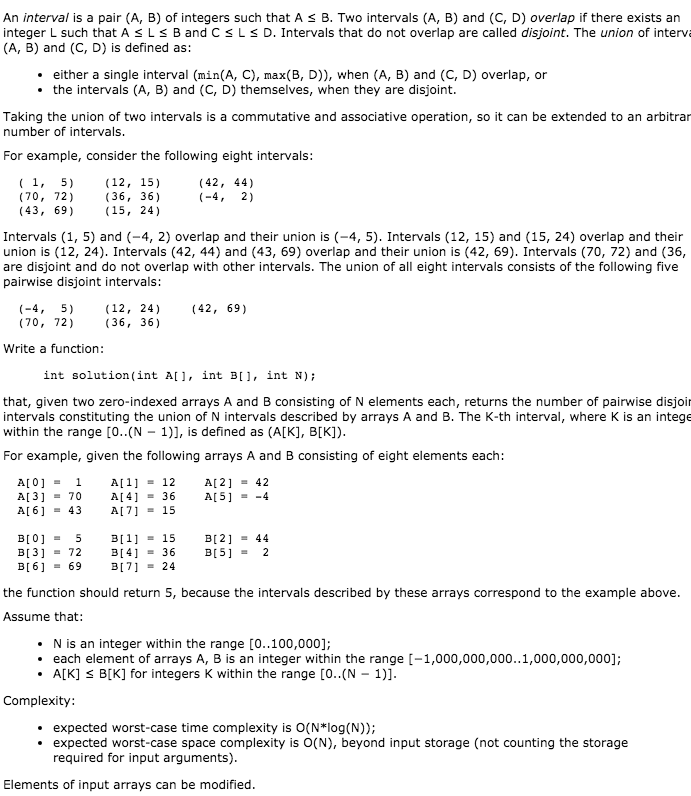 An interval is a pair (A, B) of integers such that A ≤ B. Two intervals (A, B) and (C, D) overlap if there exists an
integer L such that A ≤ L ≤ B and C ≤ L ≤ D. Intervals that do not overlap are called disjoint. The union of interva
(A, B) and (C, D) is defined as:
• either a single interval (min(A, C), max(B, D)), when (A, B) and (C, D) overlap, or
• the intervals (A, B) and (C, D) themselves, when they are disjoint.
Taking the union of two intervals is a commutative and associative operation, so it can be extended to an arbitrar
number of intervals.
For example, consider the following eight intervals:
( 1, 5) (12, 15) (42, 44)
(70, 72) (36, 36) (-4, 2)
(43, 69) (15, 24)
Intervals (1, 5) and (−4, 2) overlap and their union is (−4, 5). Intervals (12, 15) and (15, 24) overlap and their
union is (12, 24). Intervals (42, 44) and (43, 69) overlap and their union is (42, 69). Intervals (70, 72) and (36,
are disjoint and do not overlap with other intervals. The union of all eight intervals consists of the following five
pairwise disjoint intervals:
(-4, 5) (12, 24) (42, 69)
(70, 72) (36, 36)
Write a function:
int solution(int A[], int B[], int N);
that, given two zero-indexed arrays A and B consisting of N elements each, returns the number of pairwise disjoin
intervals constituting the union of N intervals described by arrays A and B. The K-th interval, where K is an intege
within the range [0..(N − 1)], is defined as (A[K], B[K]).
For example, given the following arrays A and B consisting of eight elements each:
A[0] = 1 A[1] = 12 A[2] = 42
A[3] = 70 A[4] = 36 A[5] = -4
A[6] = 43 A[7] = 15
B[0] = 5 B[1] = 15 B[2] = 44
B[3] = 72 B[4] = 36 B[5] = 2
B[6] = 69 B[7] = 24
the function should return 5, because the intervals described by these arrays correspond to the example above.
Assume that:
• N is an integer within the range [0..100,000];
• each element of arrays A, B is an integer within the range [−1,000,000,000..1,000,000,000];
• A[K] ≤ B[K] for integers K within the range [0..(N − 1)].
Complexity:
• expected worst-case time complexity is O(N*log(N));
• expected worst-case space complexity is O(N), beyond input storage (not counting the storage
required for input arguments).
Elements of input arrays can be modified.